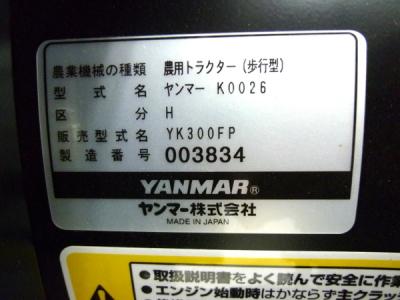 農業機械の種類 農用トラクター(歩行型)
型式名 ヤンマー K0026
区分 H
販売型式名 YK300FP
製造番号 003834
YANMAR®
ヤンマー株式会社
MADE IN JAPAN
●取扱説明書をよく読んで安全に作業
●エンジン始動時はかならず主クラッ